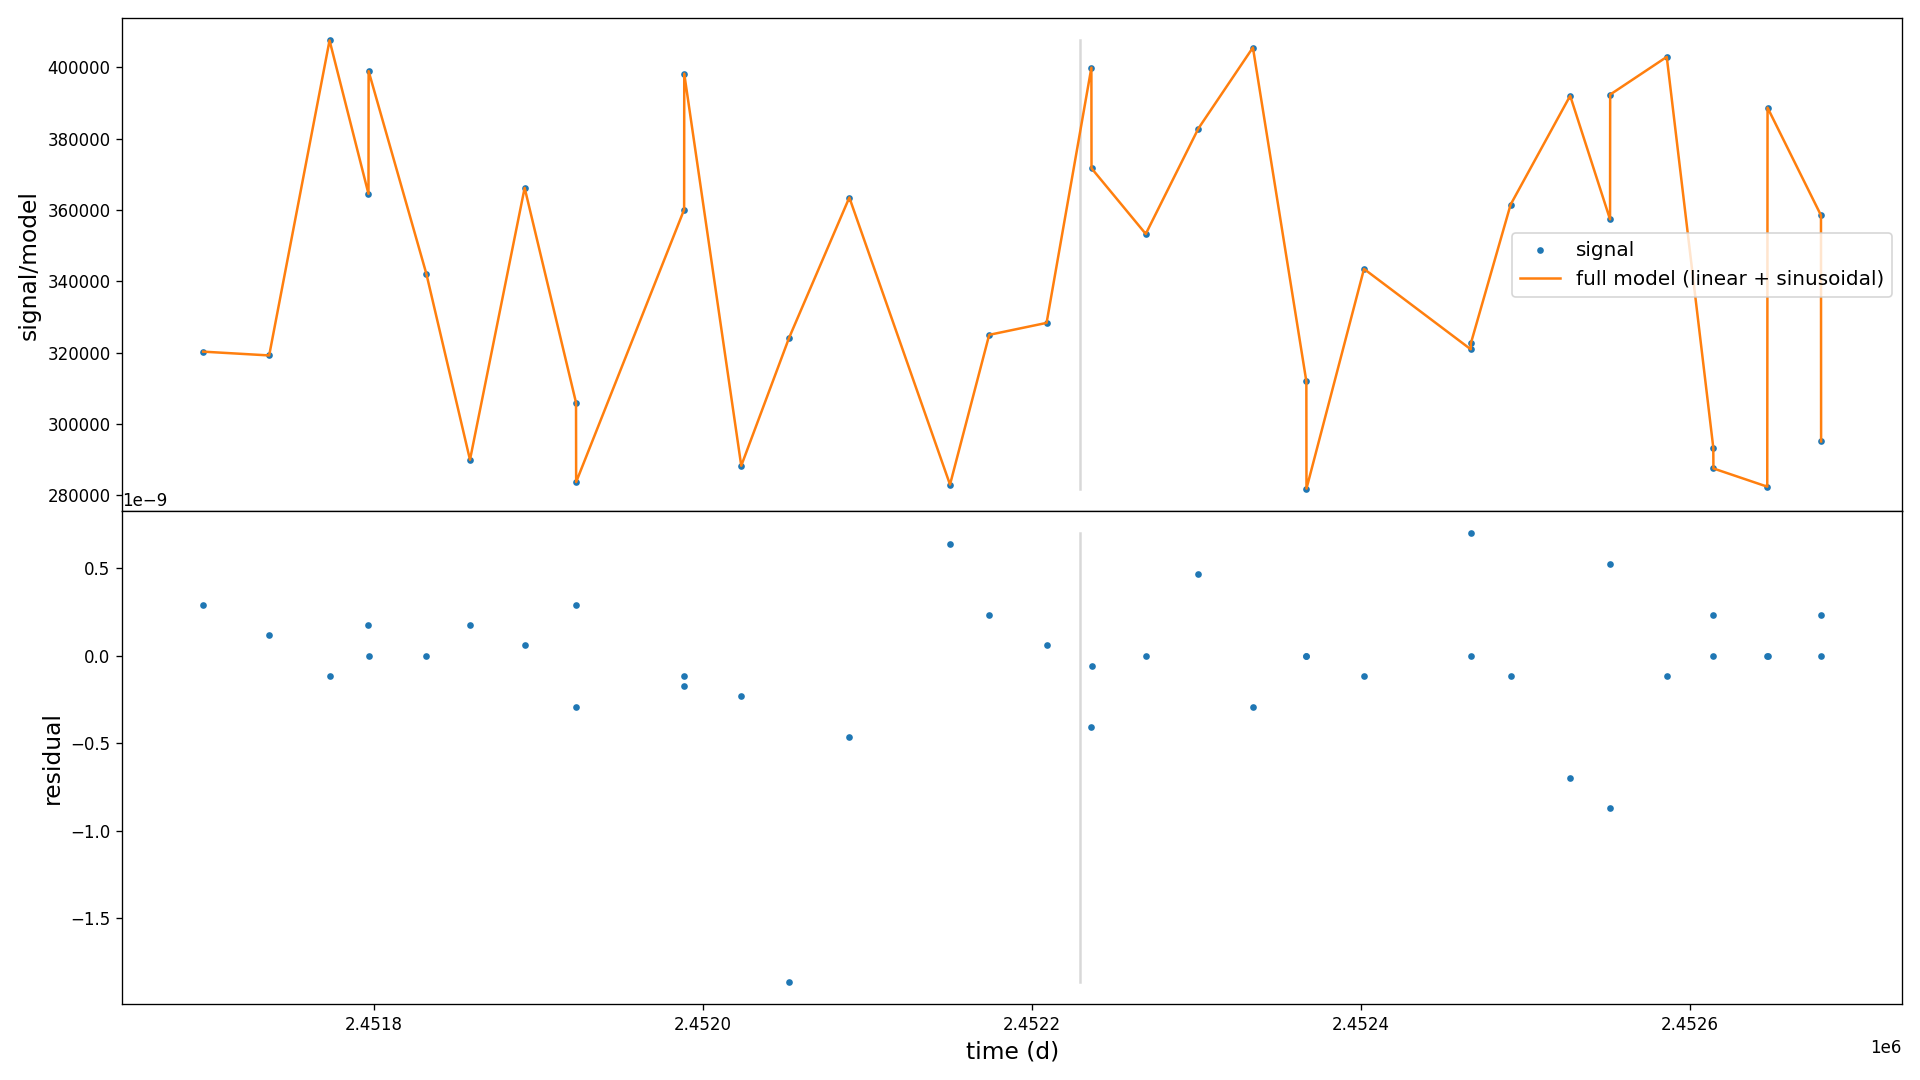 signal/model
400000
380000
360000
340000
320000
300000
280000
signal
full model (linear + sinusoidal)
1e−9
residual
0.5
0.0
−0.5
−1.0
−1.5
2.4518
2.4520
2.4522
2.4524
2.4526
time (d)
1e6